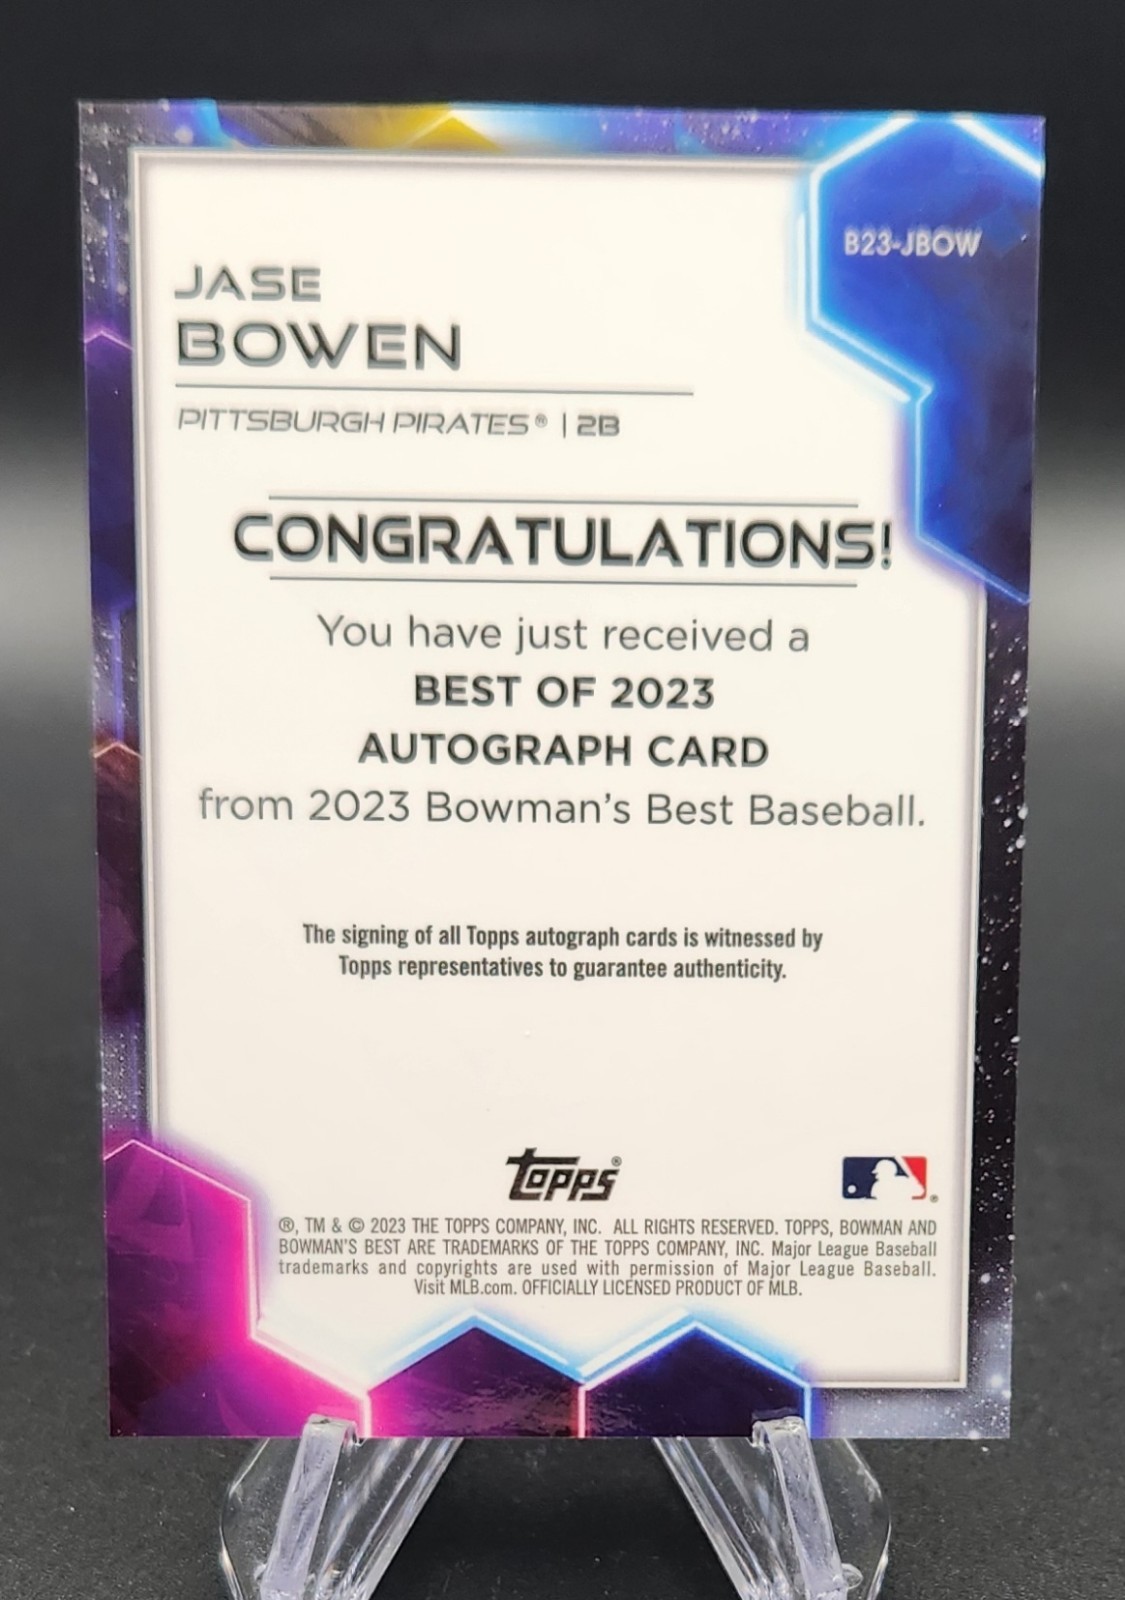 B23-JBOW
JASE
BOWEN
PITTSBURGH PIRATES® | 2B
CONGRATULATIONS!
You have just received a
BEST OF 2023
AUTOGRAPH CARD
from 2023 Bowman's Best Baseball.
The signing of all Topps autograph cards is witnessed by
Topps representatives to guarantee authenticity.
Topps®
®, TM & © 2023 THE TOPPS COMPANY, INC. ALL RIGHTS RESERVED. TOPPS, BOWMAN AND
BOWMAN'S BEST ARE TRADEMARKS OF THE TOPPS COMPANY, INC. Major League Baseball
trademarks and copyrights are used with permission of Major League Baseball.
Visit MLB.com. OFFICIALLY LICENSED PRODUCT OF MLB.